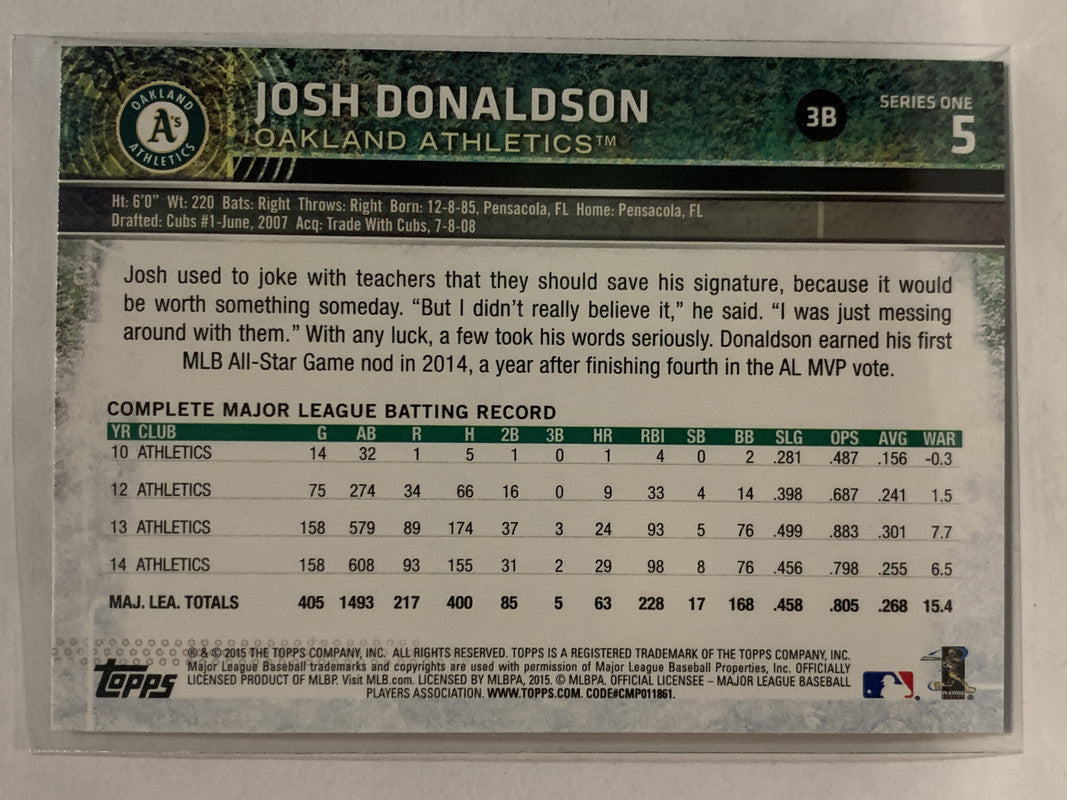 OAKLAND
A's
ATHLETICS
JOSH DONALDSON
OAKLAND ATHLETICS™
3B
SERIES ONE
5
Ht: 6'0" Wt: 220 Bats: Right Throws: Right Born: 12-8-85, Pensacola, FL Home: Pensacola, FL
Drafted: Cubs #1-June, 2007 Acq: Trade With Cubs, 7-8-08
Josh used to joke with teachers that they should save his signature, because it would
be worth something someday. “But I didn’t really believe it,” he said. “I was just messing
around with them.” With any luck, a few took his words seriously. Donaldson earned his first
MLB All-Star Game nod in 2014, a year after finishing fourth in the AL MVP vote.
COMPLETE MAJOR LEAGUE BATTING RECORD
YR CLUB G AB R H 2B 3B HR RBI SB BB SLG OPS AVG WAR
10 ATHLETICS 14 32 1 5 1 0 1 4 0 2 .281 .487 .156 -0.3
12 ATHLETICS 75 274 34 66 16 0 9 33 4 14 .398 .687 .241 1.5
13 ATHLETICS 158 579 89 174 37 3 24 93 5 76 .499 .883 .301 7.7
14 ATHLETICS 158 608 93 155 31 2 29 98 8 76 .456 .798 .255 6.5
MAJ. LEA. TOTALS 405 1493 217 400 85 5 63 228 17 168 .458 .805 .268 15.4
® & © 2015 THE TOPPS COMPANY, INC. ALL RIGHTS RESERVED. TOPPS IS A REGISTERED TRADEMARK OF THE TOPPS COMPANY, INC.
Major League Baseball trademarks and copyrights are used with permission of Major League Baseball Properties, Inc. OFFICIALLY
LICENSED PRODUCT OF MLBP. Visit MLB.com. LICENSED BY MLBPA, 2015. © MLBPA. OFFICIAL LICENSEE – MAJOR LEAGUE BASEBALL
PLAYERS ASSOCIATION. WWW.TOPPS.COM. CODE#CMP011861.
Topps
PLAYERS